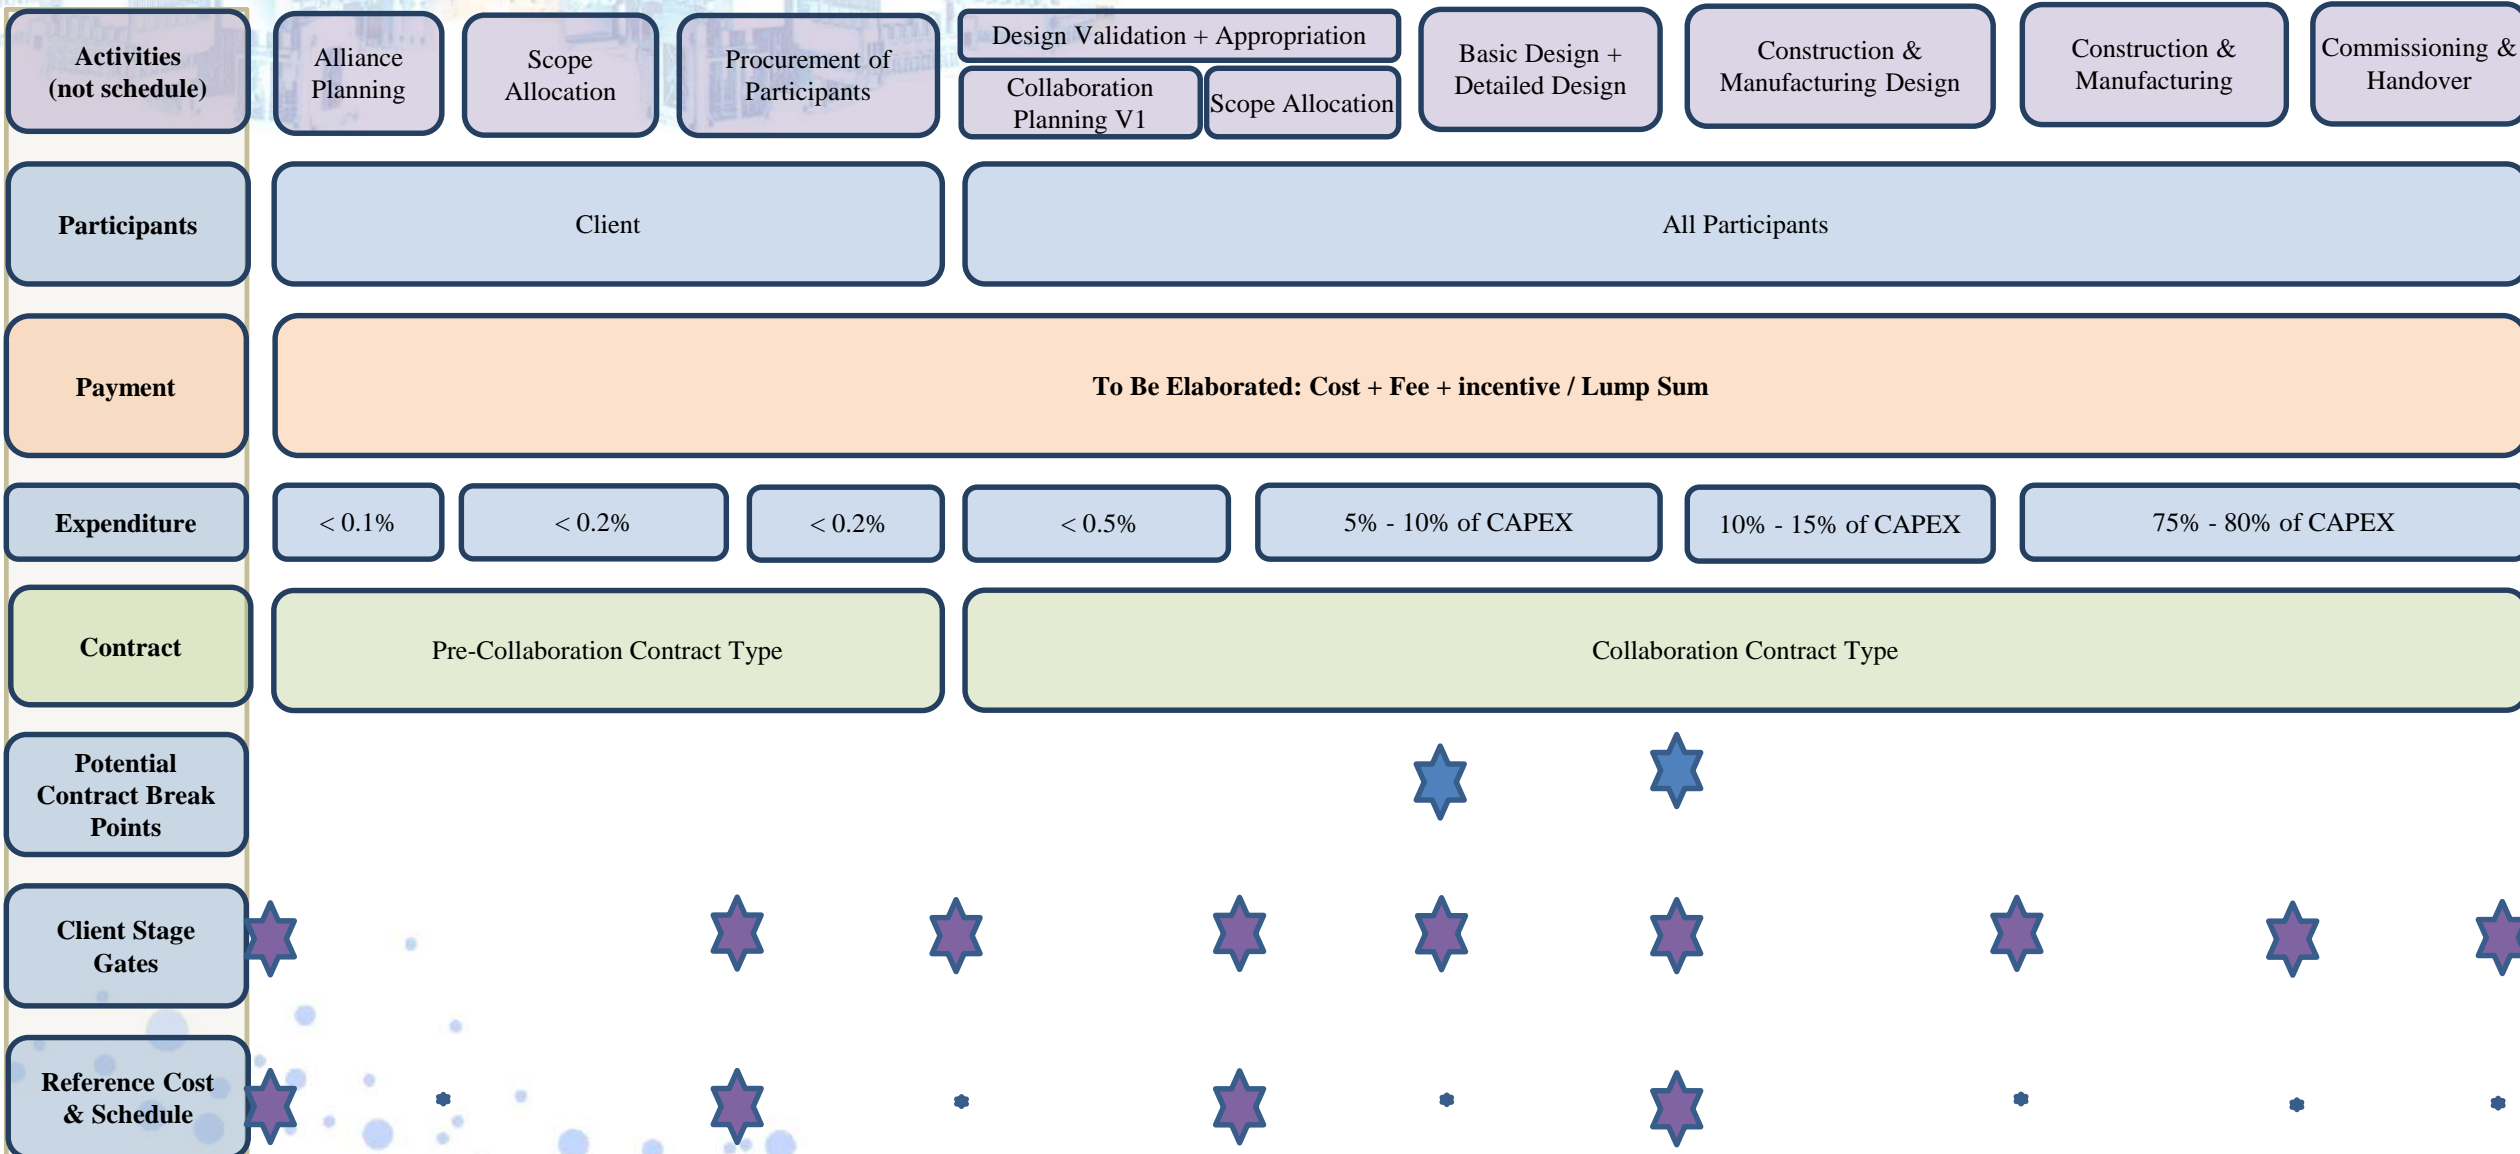 Activities
(not schedule)
Alliance
Planning
Scope
Allocation
Procurement of
Participants
Design Validation + Appropriation
Collaboration
Planning V1
Scope Allocation
Basic Design +
Detailed Design
Construction &
Manufacturing Design
Construction &
Manufacturing
Commissioning &
Handover
Participants
Client
All Participants
Payment
To Be Elaborated: Cost + Fee + incentive / Lump Sum
Expenditure
< 0.1%
< 0.2%
< 0.2%
< 0.5%
5% - 10% of CAPEX
10% - 15% of CAPEX
75% - 80% of CAPEX
Contract
Pre-Collaboration Contract Type
Collaboration Contract Type
Potential
Contract Break
Points
Client Stage
Gates
Reference Cost
& Schedule